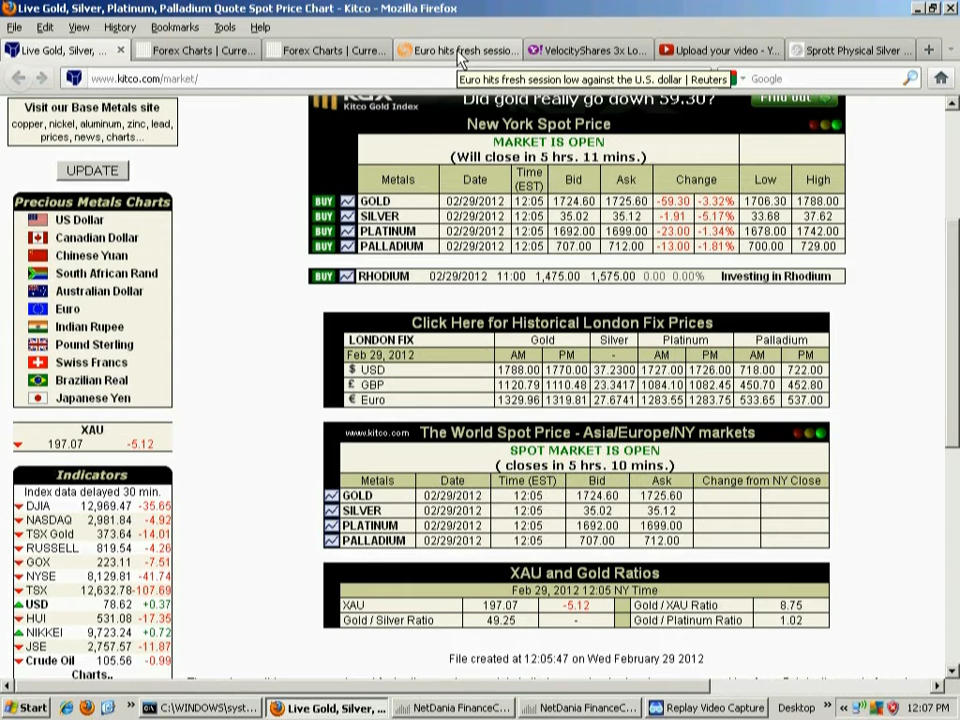 Live Gold, Silver, Platinum, Palladium Quote Spot Price Chart - Kitco - Mozilla Firefox
File Edit View History Bookmarks Tools Help
Live Gold, Silver, ... × Forex Charts | Curre... Forex Charts | Curre... Euro hits fresh sessio... VelocityShares 3x Lo... Upload your video - Y... Sprott Physical Silver ...
www.kitco.com/market/
Google
Euro hits fresh session low against the U.S. dollar | Reuters
Visit our Base Metals site
copper, nickel, aluminum, zinc, lead,
prices, news, charts...
UPDATE
Precious Metals Charts
US Dollar
Canadian Dollar
Chinese Yuan
South African Rand
Australian Dollar
Euro
Indian Rupee
Pound Sterling
Swiss Francs
Brazilian Real
Japanese Yen
XAU
197.07 -5.12
Indicators
Index data delayed 30 min.
DJIA 12,969.47 -35.65
NASDAQ 2,981.84 -4.92
TSX Gold 373.64 -14.01
RUSSELL 819.54 -4.26
GOX 223.11 -7.51
NYSE 8,129.81 -41.74
TSX 12,632.78 -107.69
USD 78.62 +0.37
HUI 531.08 -17.35
NIKKEI 9,723.24 +0.72
JSE 2,757.57 -11.87
Crude Oil 105.56 -0.99
Charts..
Kitco Gold Index
Did gold really go down 59.30?
Find out
New York Spot Price
MARKET IS OPEN
(Will close in 5 hrs. 11 mins.)
Metals Date Time (EST) Bid Ask Change Low High
BUY GOLD 02/29/2012 12:05 1724.60 1725.60 -59.30 -3.32% 1706.30 1788.00
BUY SILVER 02/29/2012 12:05 35.02 35.12 -1.91 -5.17% 33.68 37.62
BUY PLATINUM 02/29/2012 12:05 1692.00 1699.00 -23.00 -1.34% 1678.00 1742.00
BUY PALLADIUM 02/29/2012 12:05 707.00 712.00 -13.00 -1.81% 700.00 729.00
BUY RHODIUM 02/29/2012 11:00 1,475.00 1,575.00 0.00 0.00% Investing in Rhodium
Click Here for Historical London Fix Prices
LONDON FIX Gold Silver Platinum Palladium
Feb 29, 2012 AM PM - AM PM AM PM
$ USD 1788.00 1770.00 37.2300 1727.00 1726.00 718.00 722.00
£ GBP 1120.79 1110.48 23.3417 1084.10 1082.45 450.70 452.80
€ Euro 1329.96 1319.81 27.6741 1283.55 1283.75 533.65 537.00
www.kitco.com The World Spot Price - Asia/Europe/NY markets
SPOT MARKET IS OPEN
( closes in 5 hrs. 10 mins.)
Metals Date Time (EST) Bid Ask Change from NY Close
GOLD 02/29/2012 12:05 1724.60 1725.60
SILVER 02/29/2012 12:05 35.02 35.12
PLATINUM 02/29/2012 12:05 1692.00 1699.00
PALLADIUM 02/29/2012 12:05 707.00 712.00
XAU and Gold Ratios
Feb 29, 2012 12:05 NY Time
XAU 197.07 -5.12 Gold / XAU Ratio 8.75
Gold / Silver Ratio 49.25 - Gold / Platinum Ratio 1.02
File created at 12:05:47 on Wed February 29 2012
Start » C:\WINDOWS\syst... Live Gold, Silver, ... NetDania FinanceC... NetDania FinanceC... Replay Video Capture Desktop » « 12:07 PM